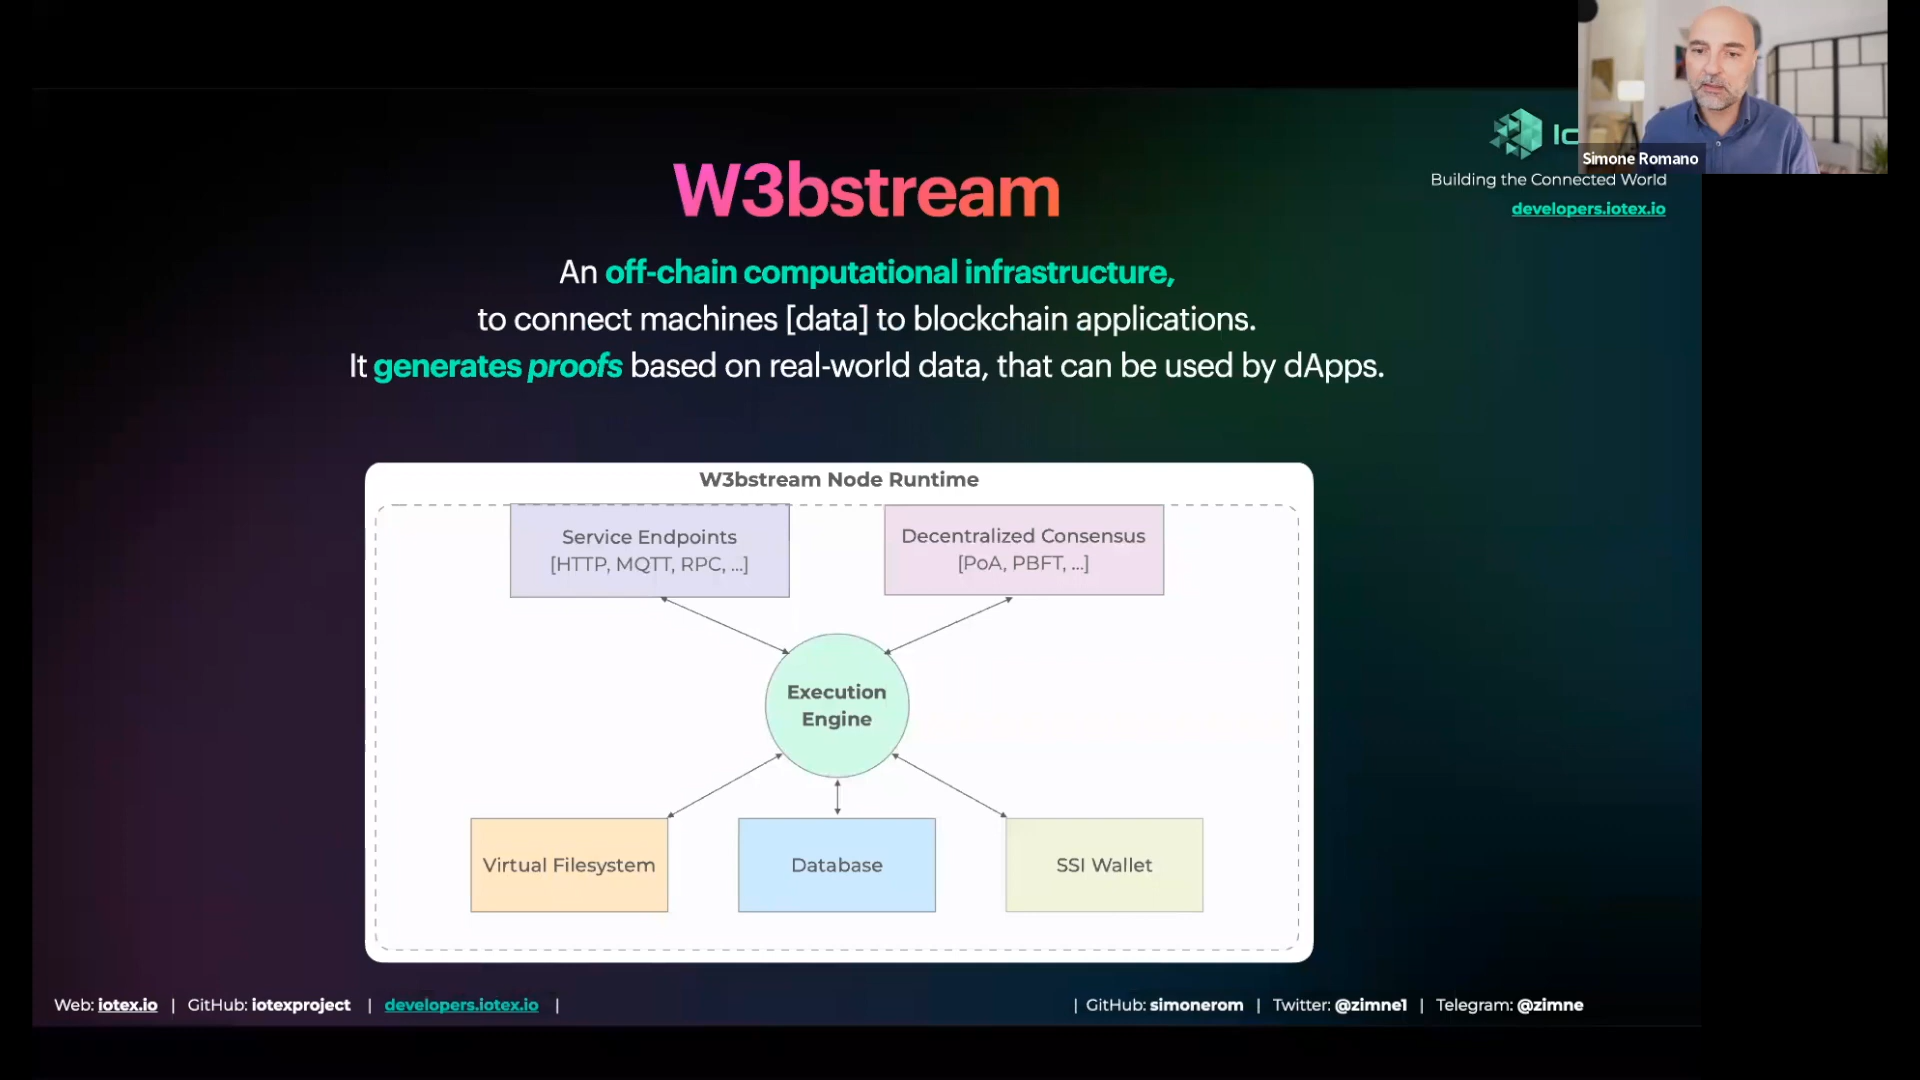 Simone Romano
Building the Connected World
developers.iotex.io
W3bstream
An off-chain computational infrastructure,
to connect machines [data] to blockchain applications.
It generates proofs based on real-world data, that can be used by dApps.
W3bstream Node Runtime
Service Endpoints
[HTTP, MQTT, RPC, ...]
Decentralized Consensus
[PoA, PBFT, ...]
Execution
Engine
Virtual Filesystem
Database
SSI Wallet
Web: iotex.io | GitHub: iotexproject | developers.iotex.io |
| GitHub: simonerom | Twitter: @zimne1 | Telegram: @zimne